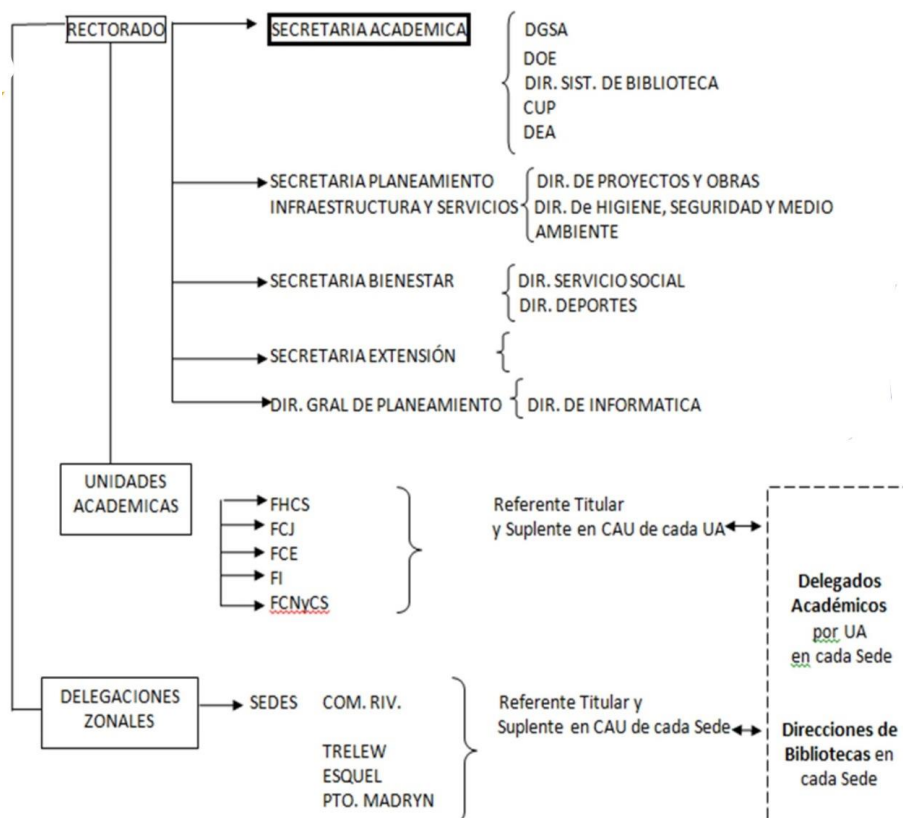 RECTORADO
SECRETARIA ACADEMICA
DGSA
DOE
DIR. SIST. DE BIBLIOTECA
CUP
DEA
SECRETARIA PLANEAMIENTO
INFRAESTRUCTURA Y SERVICIOS
DIR. DE PROYECTOS Y OBRAS
DIR. De HIGIENE, SEGURIDAD Y MEDIO
AMBIENTE
SECRETARIA BIENESTAR
DIR. SERVICIO SOCIAL
DIR. DEPORTES
SECRETARIA EXTENSIÓN
DIR. GRAL DE PLANEAMIENTO
DIR. DE INFORMATICA
UNIDADES
ACADEMICAS
FHCS
FCJ
FCE
FI
FCNyCS
Referente Titular
y Suplente en CAU de cada UA
Delegados
Académicos
por UA
en cada Sede
DELEGACIONES
ZONALES
SEDES
COM. RIV.
TRELEW
ESQUEL
PTO. MADRYN
Referente Titular y
Suplente en CAU de cada Sede
Direcciones de
Bibliotecas en
cada Sede